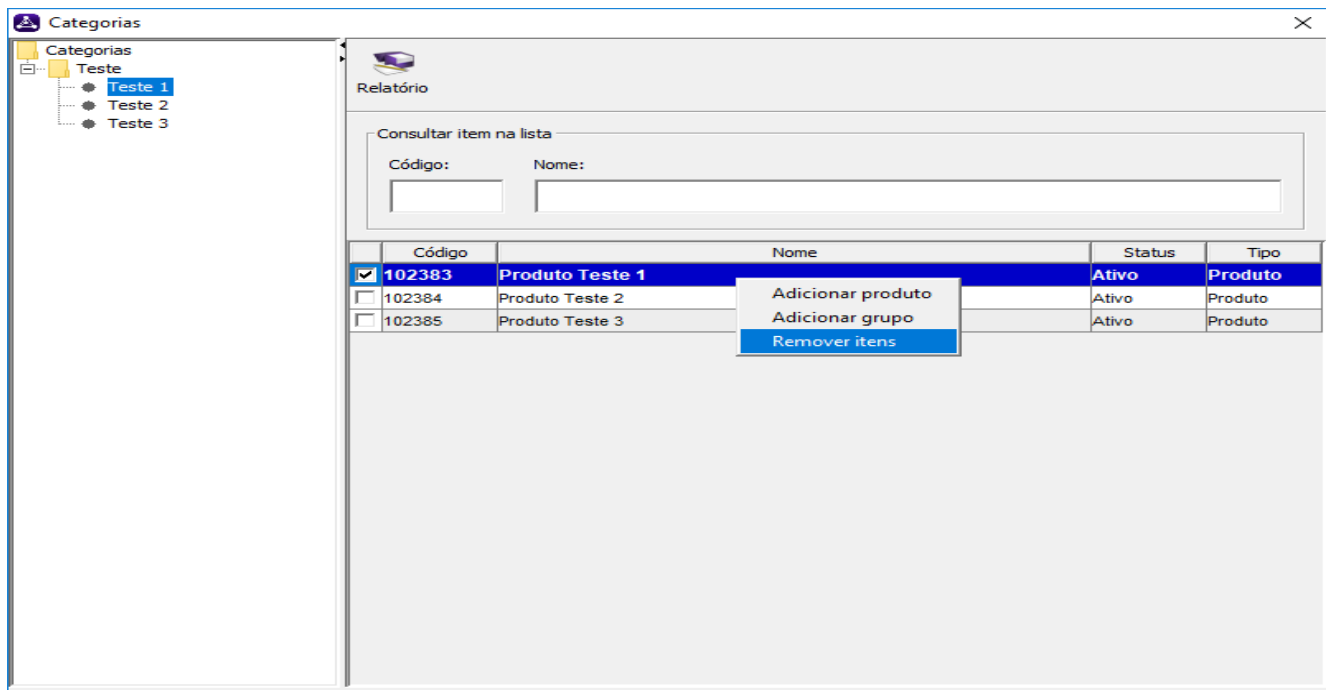 Categorias
Categorias
Teste
Teste 1
Teste 2
Teste 3
Relatório
Consultar item na lista
Código: Nome:
Código Nome Status Tipo
102383 Produto Teste 1 Ativo Produto
102384 Produto Teste 2 Ativo Produto
102385 Produto Teste 3 Ativo Produto
Adicionar produto
Adicionar grupo
Remover itens